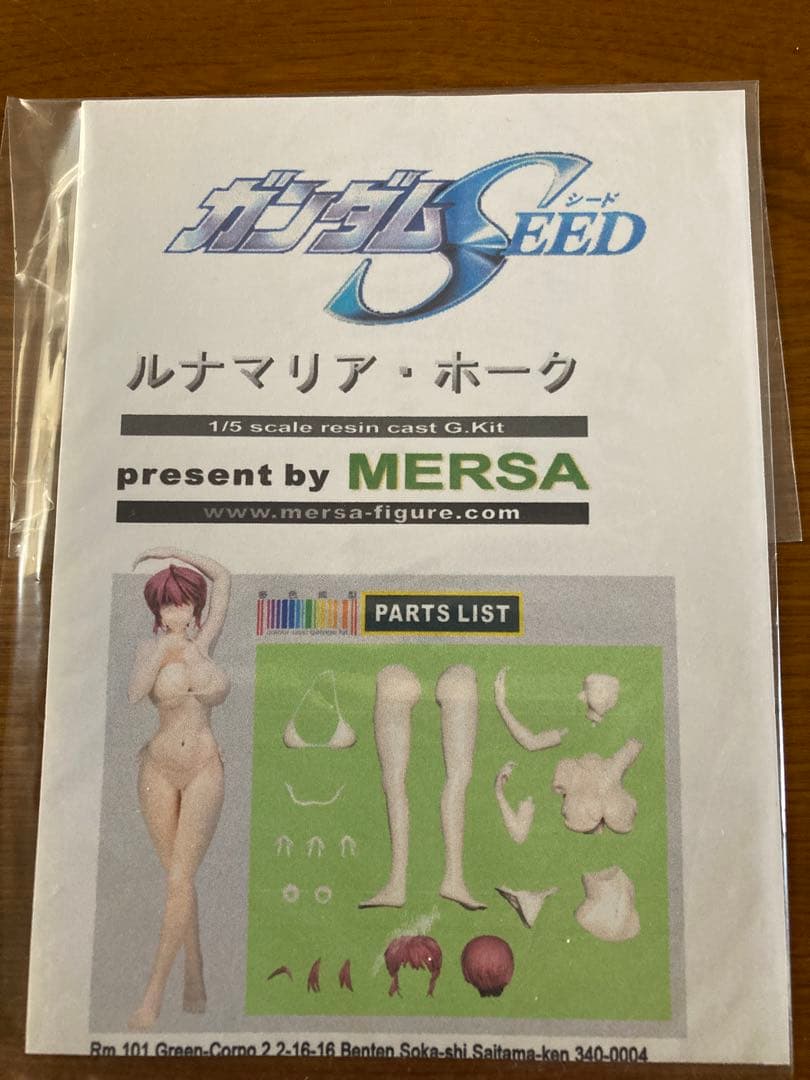 ガンダムSEED
シード
ルナマリア・ホーク
1/5 scale resin cast G.Kit
present by MERSA
www.mersa-figure.com
PARTS LIST
Rm 101 Green-Corpo 2 2-16-16 Benten Soka-shi Saitama-ken 340-0004